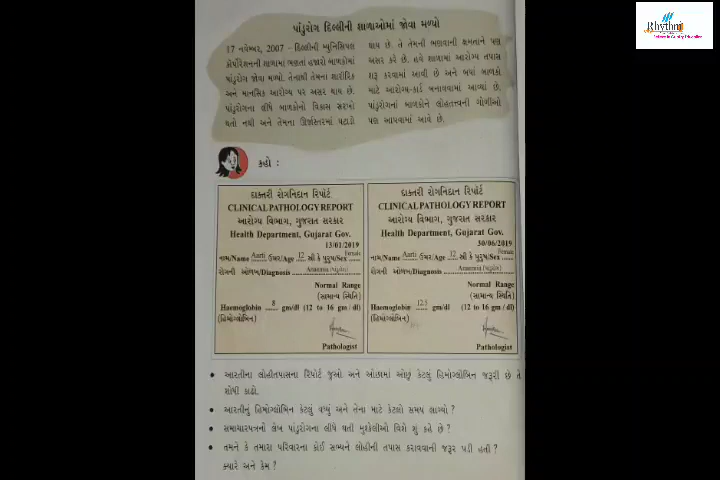 Rhythm
પાંડુરોગ દિલ્હીની શાળાઓમાં જોવા મળ્યો
17 નવેમ્બર, 2007 – દિલ્હીની મ્યુનિસિપલ
કૉર્પોરેશનની શાળામાં ભણતાં હજારો બાળકોમાં
પાંડુરોગ જોવા મળ્યો. તેનાથી તેમના શારીરિક
અને માનસિક આરોગ્ય પર અસર થાય છે.
પાંડુરોગના લીધે બાળકોનો વિકાસ સરખો
થતો નથી અને તેમના ઊર્જાસ્તરમાં ઘટાડો
થાય છે. તે તેમની ભણવાની ક્ષમતાને પણ
અસર કરે છે. હવે શાળામાં આરોગ્ય તપાસ
શરૂ કરવામાં આવી છે અને બધાં બાળકો
માટે આરોગ્ય-કાર્ડ બનાવવામાં આવ્યાં છે.
પાંડુરોગનાં બાળકોને લોહતત્ત્વની ગોળીઓ
પણ આપવામાં આવે છે.
કહો :
દાક્તરી રોગનિદાન રિપોર્ટ
CLINICAL PATHOLOGY REPORT
આરોગ્ય વિભાગ, ગુજરાત સરકાર
Health Department, Gujarat Gov.
13/01/2019
નામ/Name Aarti ઉંમર/Age 12 સ્ત્રી કે પુરુષ/Sex Female
રોગની ઓળખ/Diagnosis Anaemia (પાંડુરોગ)
Normal Range
(સામાન્ય સ્થિતિ)
Haemoglobin 8 gm/dl (12 to 16 gm / dl)
(હિમોગ્લોબિન)
Pathologist
દાક્તરી રોગનિદાન રિપોર્ટ
CLINICAL PATHOLOGY REPORT
આરોગ્ય વિભાગ, ગુજરાત સરકાર
Health Department, Gujarat Gov.
30/06/2019
નામ/Name Aarti ઉંમર/Age 12 સ્ત્રી કે પુરુષ/Sex Female
રોગની ઓળખ/Diagnosis Anaemia (પાંડુરોગ)
Normal Range
(સામાન્ય સ્થિતિ)
Haemoglobin 12.5 gm/dl (12 to 16 gm / dl)
(હિમોગ્લોબિન)
Pathologist
• આરતીના લોહીતપાસના રિપોર્ટ જુઓ અને ઓછામાં ઓછું કેટલું હિમોગ્લોબિન જરૂરી છે તે
શોધી કાઢો.
• આરતીનું હિમોગ્લોબિન કેટલું વધ્યું અને તેના માટે કેટલો સમય લાગ્યો ?
• સમાચારપત્રનો લેખ પાંડુરોગના લીધે થતી મુશ્કેલીઓ વિશે શું કહે છે ?
• તમને કે તમારા પરિવારના કોઈ સભ્યને લોહીની તપાસ કરાવવાની જરૂર પડી હતી ?
ક્યારે અને કેમ ?